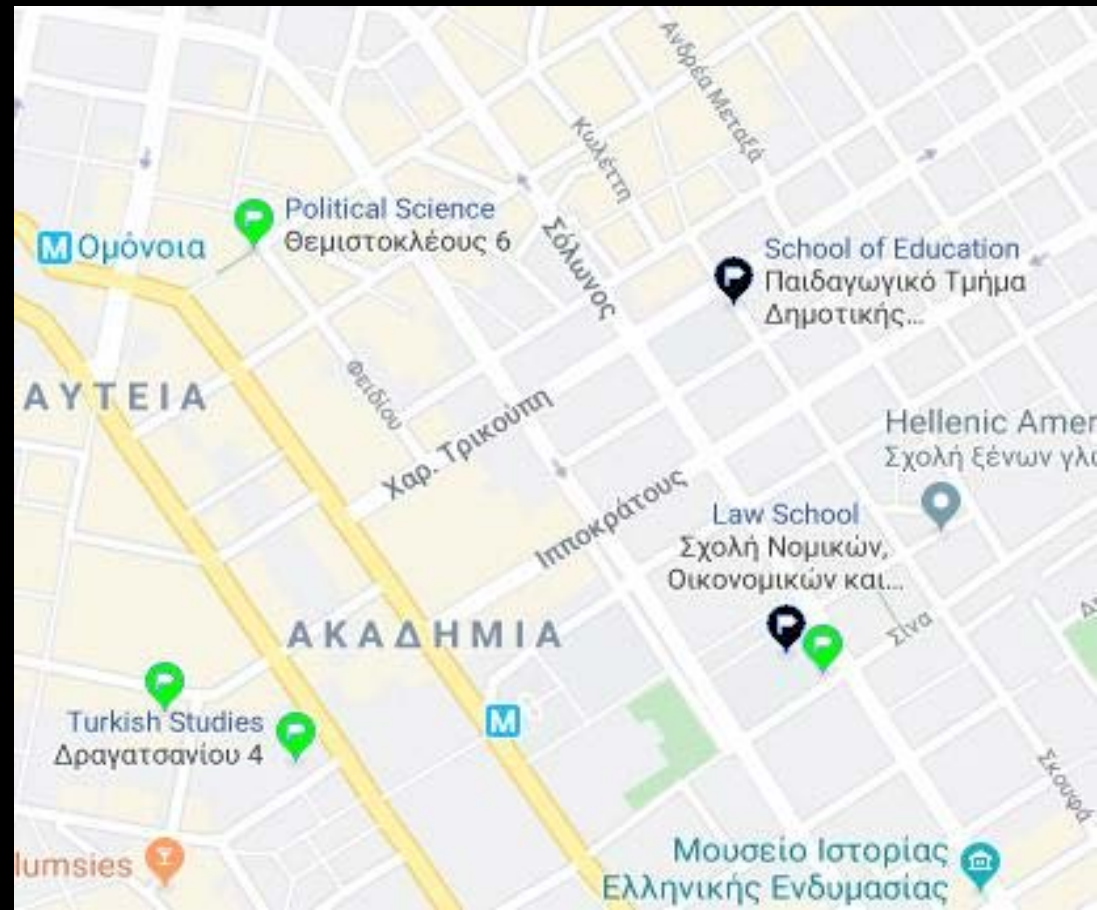 Ανδρέα Μεταξά
Κωλέττη
Political Science
Θεμιστοκλέους 6
M Ομόνοια
Σόλωνος
School of Education
Παιδαγωγικό Τμήμα
Δημοτικής...
Φειδίου
ΑΥΤΕΙΑ
Χαρ. Τρικούπη
Hellenic Amer
Σχολή ξένων γλω
Ιπποκράτους
Law School
Σχολή Νομικών,
Οικονομικών και...
Σίνα
ΑΚΑΔΗΜΙΑ
M
Turkish Studies
Δραγατσανίου 4
Σκουφά
lumsies
Μουσείο Ιστορίας
Ελληνικής Ενδυμασίας